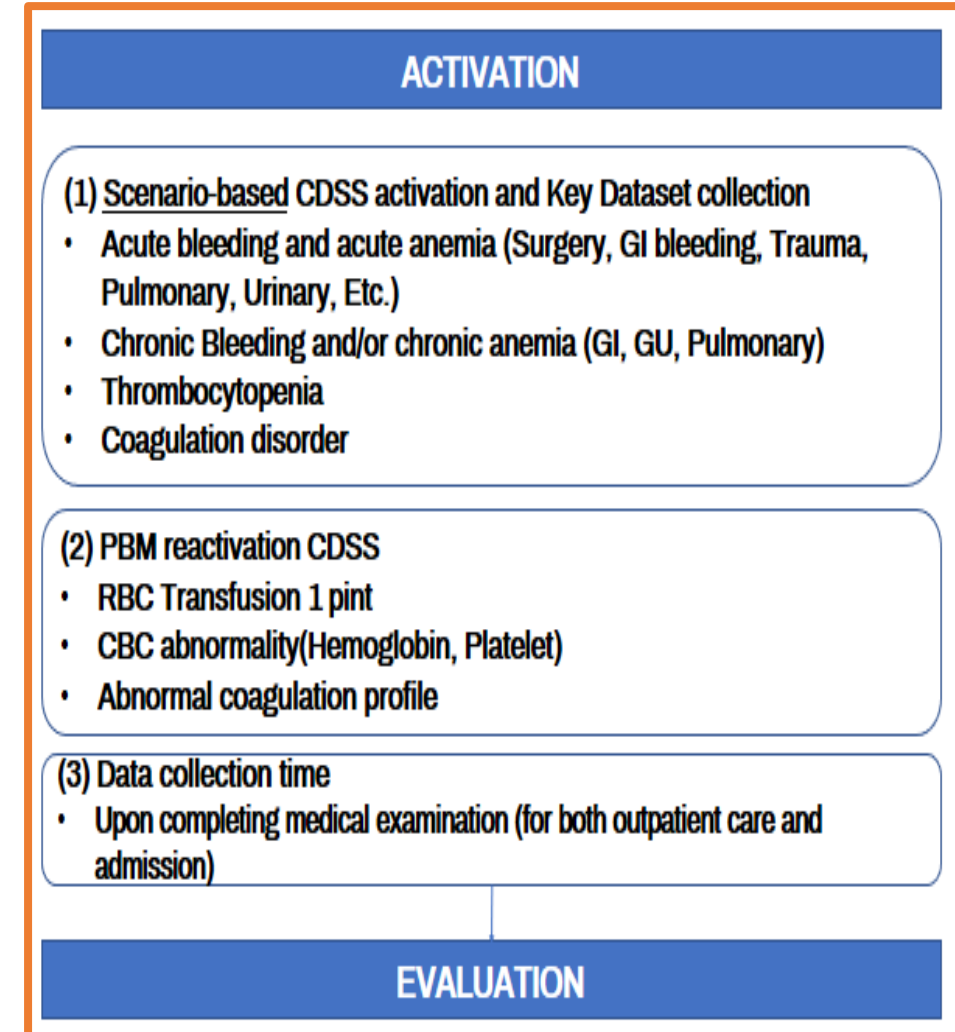 ACTIVATION
(1) Scenario-based CDSS activation and Key Dataset collection
• Acute bleeding and acute anemia (Surgery, GI bleeding, Trauma,
Pulmonary, Urinary, Etc.)
• Chronic Bleeding and/or chronic anemia (GI, GU, Pulmonary)
• Thrombocytopenia
• Coagulation disorder
(2) PBM reactivation CDSS
• RBC Transfusion 1 pint
• CBC abnormality(Hemoglobin, Platelet)
• Abnormal coagulation profile
(3) Data collection time
• Upon completing medical examination (for both outpatient care and
admission)
EVALUATION